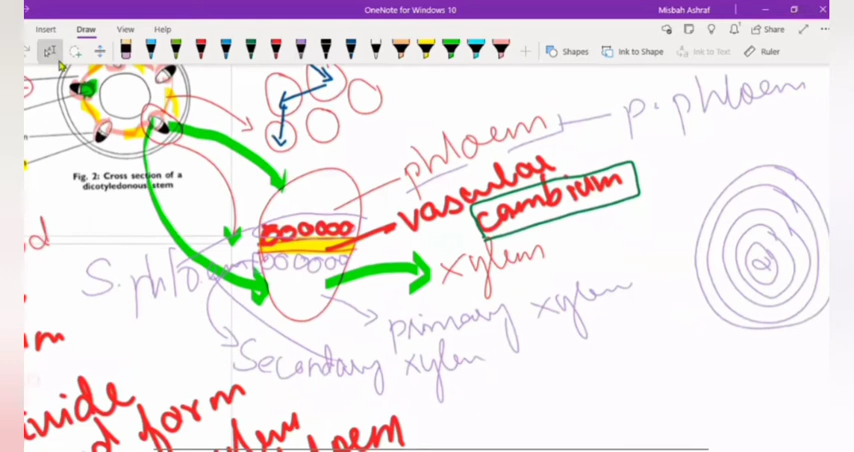 OneNote for Windows 10
Misbah Ashraf
Insert Draw View Help
Share
Shapes Ink to Shape Ink to Text Ruler
Fig. 2: Cross section of a
dicotyledonous stem
phloem
p. phloem
vascular
cambium
xylem
S. phlo
primary xylem
Secondary xylem
m
form